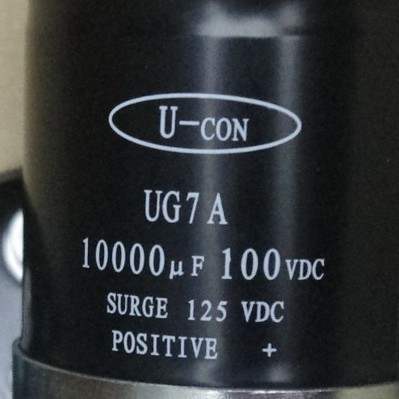 U-CON
UG7A
10000μF 100VDC
SURGE 125 VDC
POSITIVE +